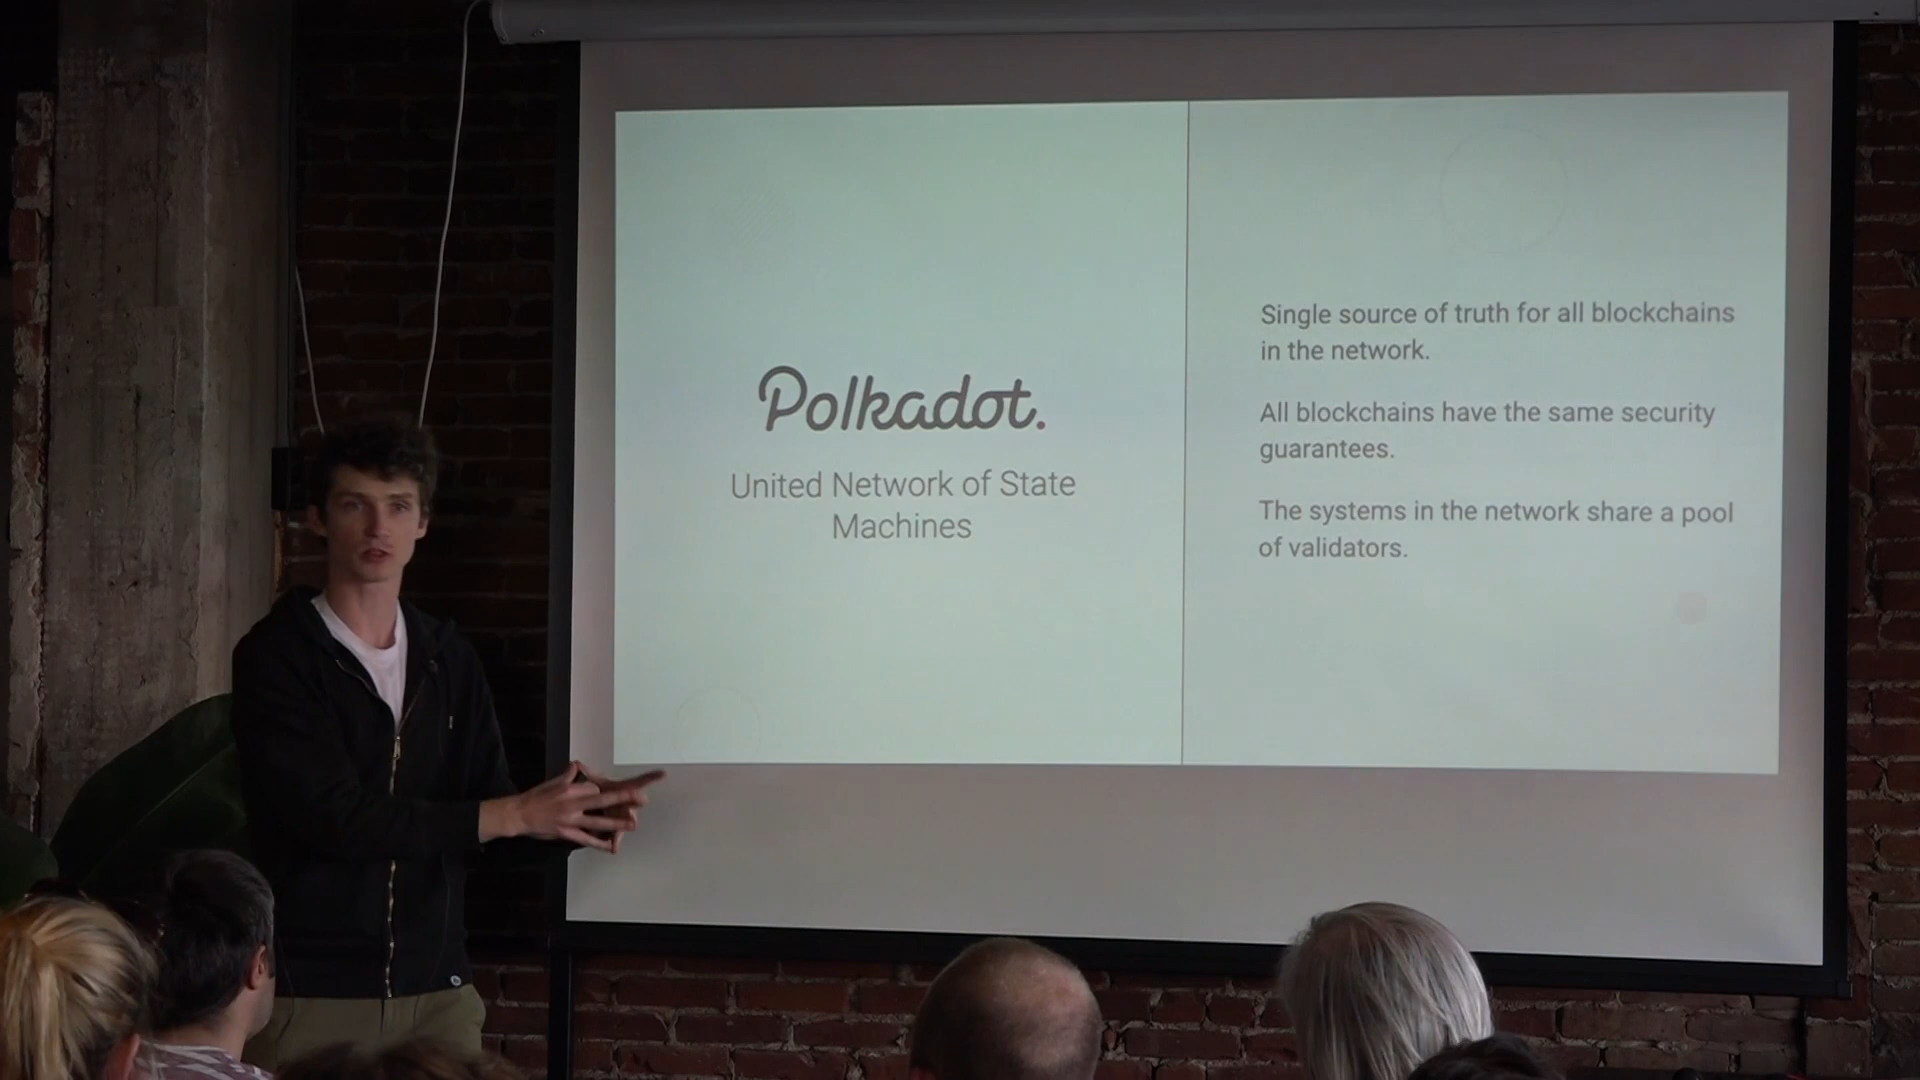 Polkadot.
United Network of State
Machines
Single source of truth for all blockchains
in the network.
All blockchains have the same security
guarantees.
The systems in the network share a pool
of validators.